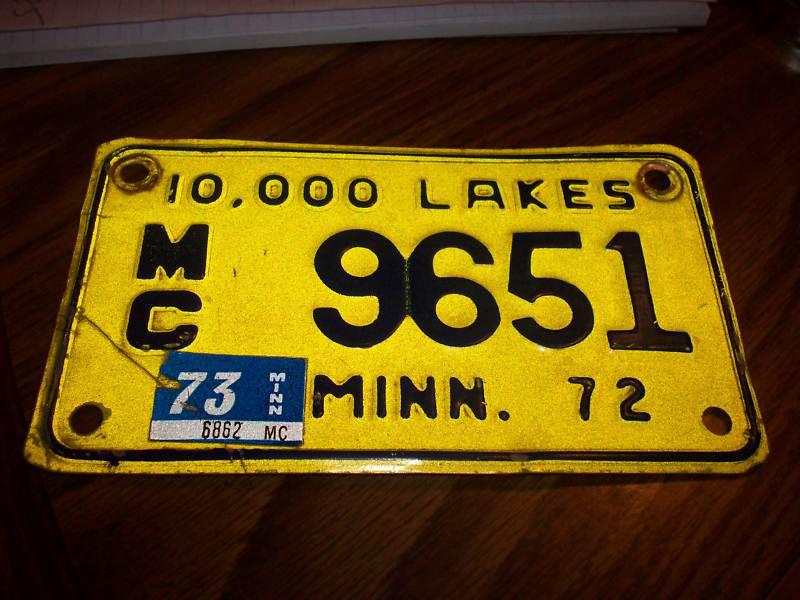 10,000 LAKES
MC 9651
MINN. 72
73 MINN
6862 MC